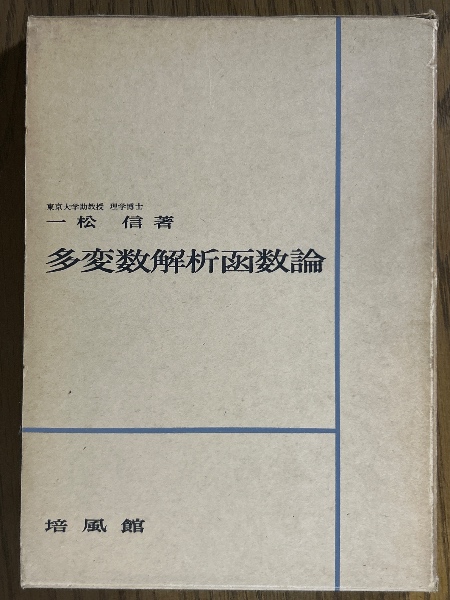 東京大学助教授 理学博士
一松 信 著
多変数解析函数論
培風館